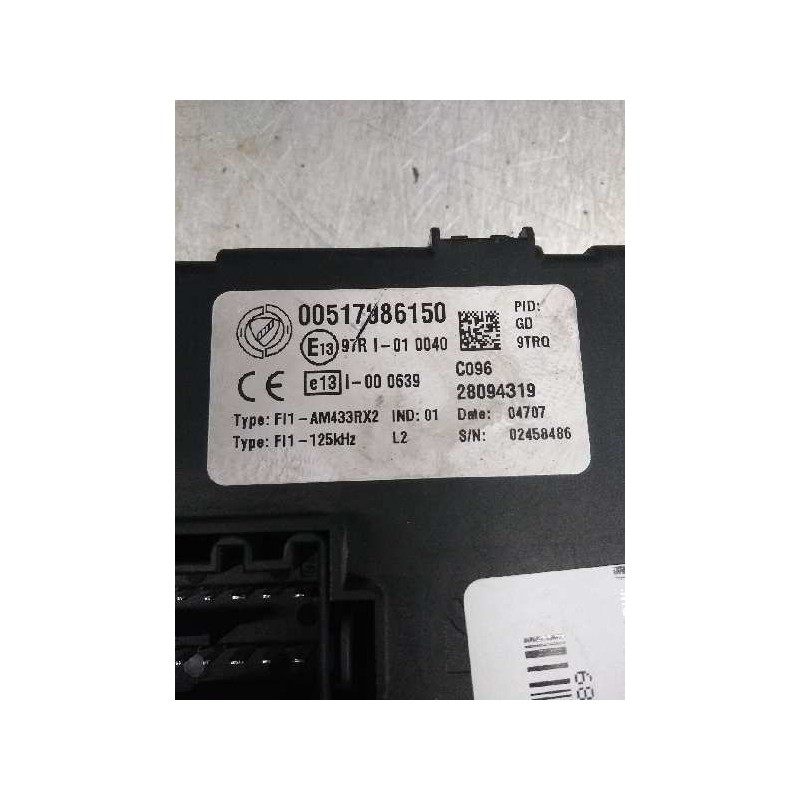 00517986150
PID:
GD
9TRQ
E13 97R I-01 0040
CE e13 I-00 0639
C096
28094319
Type: FI1-AM433RX2 IND: 01 Date: 04707
Type: FI1-125kHz L2 S/N: 02458486